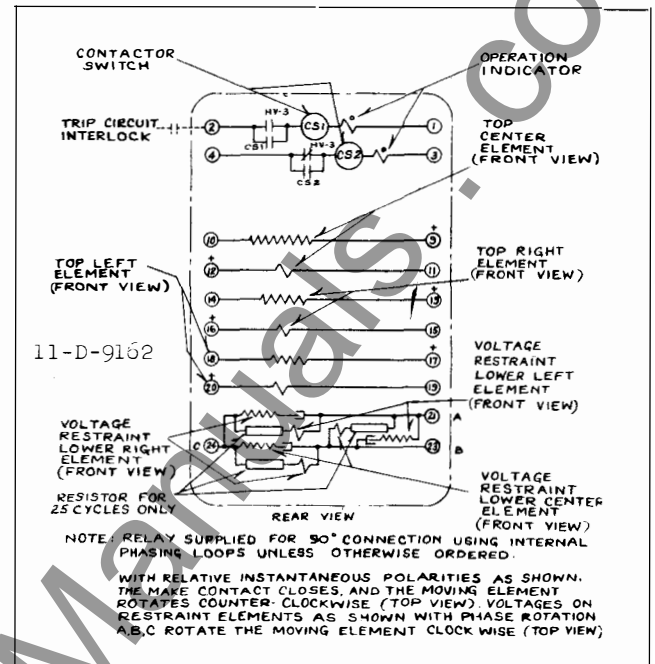 CONTACTOR
SWITCH
OPERATION
INDICATOR
TRIP CIRCUIT
INTERLOCK
2
HV-3
CS1
CS1
1
4
HV-3
CS2
CS2
3
TOP
CENTER
ELEMENT
(FRONT VIEW)
10
+
9
TOP LEFT
ELEMENT
(FRONT VIEW)
+
12
11
14
+
13
TOP RIGHT
ELEMENT
(FRONT VIEW)
+
16
15
11-D-9162
+
18
+
17
+
20
19
VOLTAGE
RESTRAINT
LOWER LEFT
ELEMENT
(FRONT VIEW)
21 A
C 24
23 B
VOLTAGE
RESTRAINT
LOWER RIGHT
ELEMENT
(FRONT VIEW)
RESISTOR FOR
25 CYCLES ONLY
VOLTAGE
RESTRAINT
LOWER CENTER
ELEMENT
(FRONT VIEW)
REAR VIEW
NOTE: RELAY SUPPLIED FOR 90° CONNECTION USING INTERNAL
PHASING LOOPS UNLESS OTHERWISE ORDERED.
WITH RELATIVE INSTANTANEOUS POLARITIES AS SHOWN,
THE MAKE CONTACT CLOSES, AND THE MOVING ELEMENT
ROTATES COUNTER-CLOCKWISE (TOP VIEW). VOLTAGES ON
RESTRAINT ELEMENTS AS SHOWN WITH PHASE ROTATION
A,B,C ROTATE THE MOVING ELEMENT CLOCK WISE (TOP VIEW)
Manuals.co